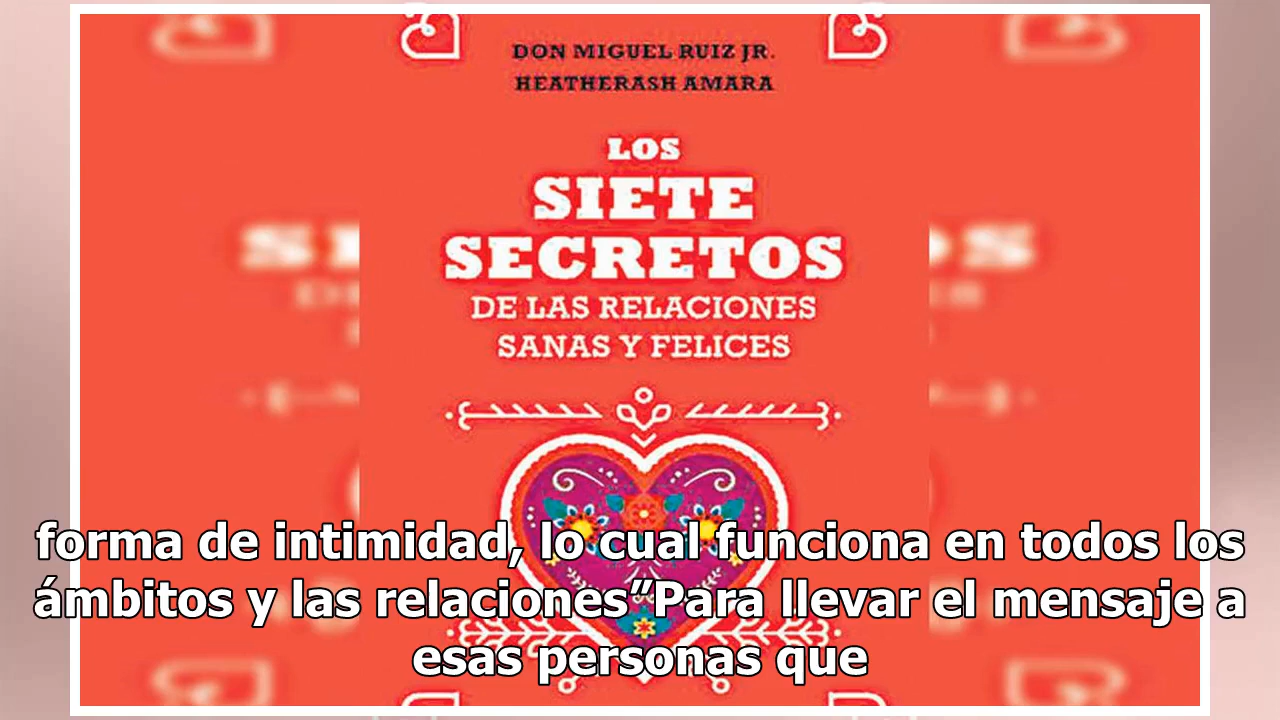 DON MIGUEL RUIZ JR.
HEATHERASH AMARA
LOS
SIETE
SECRETOS
DE LAS RELACIONES
SANAS Y FELICES
forma de intimidad, lo cual funciona en todos los
ámbitos y las relaciones”Para llevar el mensaje a
esas personas que